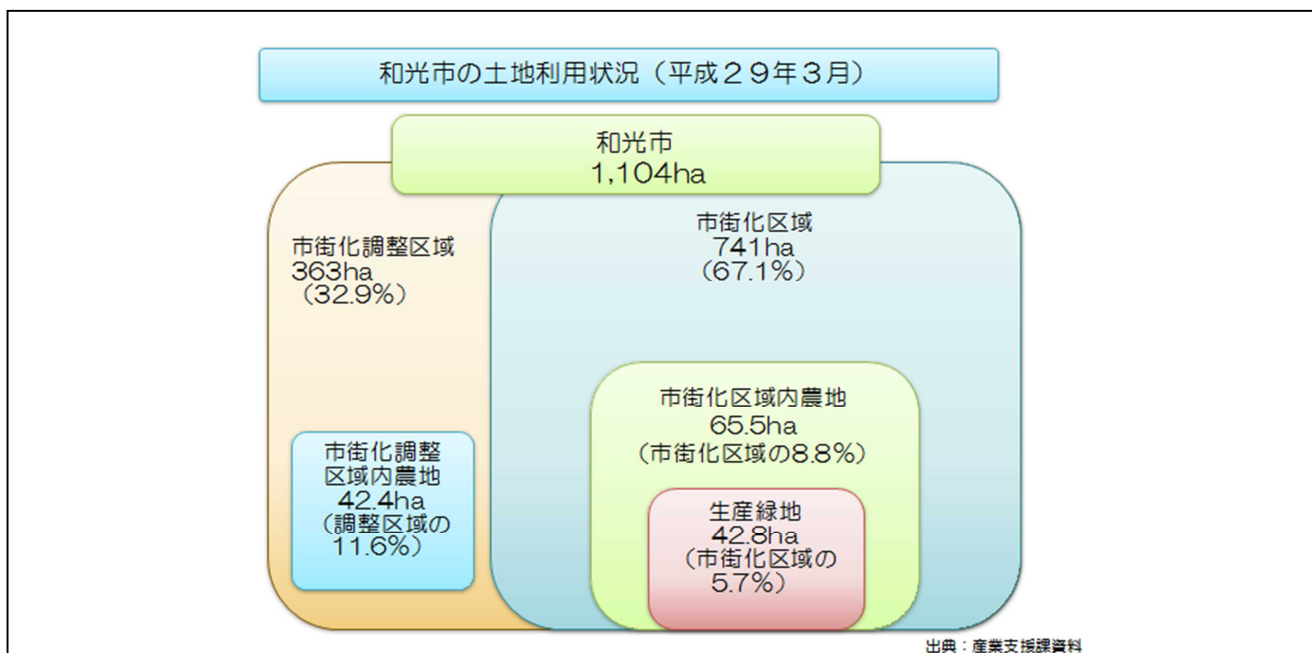 和光市の土地利用状況（平成２９年３月）
和光市
1,104ha
市街化調整区域
363ha
（32.9%）
市街化区域
741ha
（67.1%）
市街化区域内農地
65.5ha
（市街化区域の8.8%）
市街化調整
区域内農地
42.4ha
（調整区域の
11.6%）
生産緑地
42.8ha
（市街化区域の
5.7%）
出典：産業支援課資料